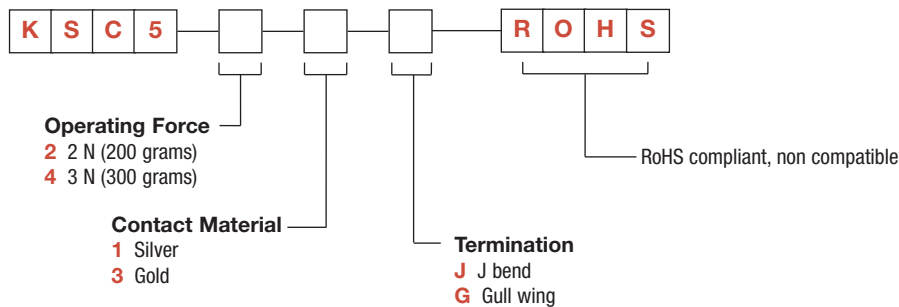 K S C 5 R O H S
Operating Force
2 2 N (200 grams)
4 3 N (300 grams)
RoHS compliant, non compatible
Contact Material
1 Silver
3 Gold
Termination
J J bend
G Gull wing